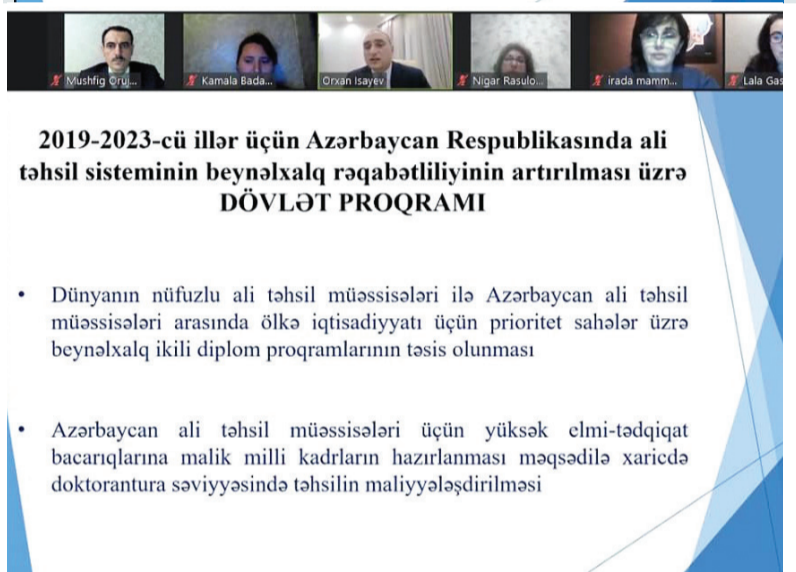 Mushfig Oruj...
Kamala Bada...
Orxan Isayev
Nigar Rasulo...
irada mamm...
Lala Gas
2019-2023-cü illər üçün Azərbaycan Respublikasında ali
təhsil sisteminin beynəlxalq rəqabətliliyinin artırılması üzrə
DÖVLƏT PROQRAMI
• Dünyanın nüfuzlu ali təhsil müəssisələri ilə Azərbaycan ali təhsil
müəssisələri arasında ölkə iqtisadiyyatı üçün prioritet sahələr üzrə
beynəlxalq ikili diplom proqramlarının təsis olunması
• Azərbaycan ali təhsil müəssisələri üçün yüksək elmi-tədqiqat
bacarıqlarına malik milli kadrların hazırlanması məqsədilə xaricdə
doktorantura səviyyəsində təhsilin maliyyələşdirilməsi